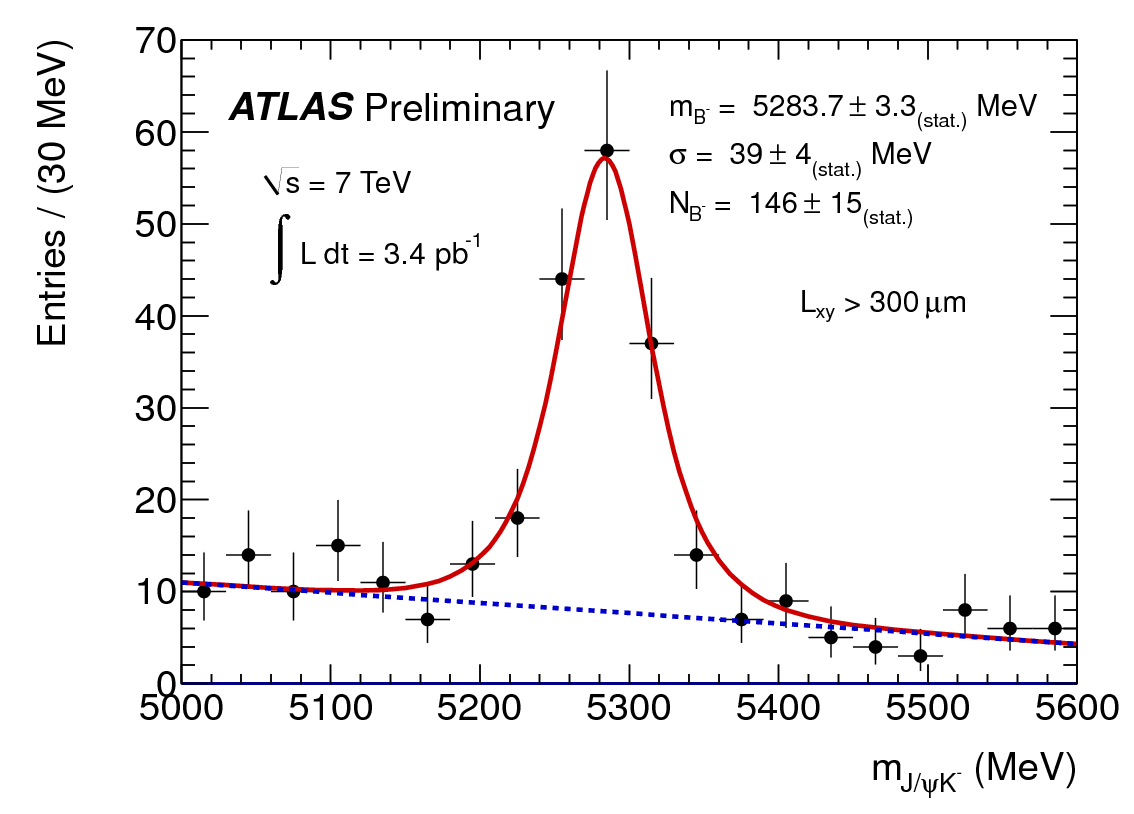 Entries / (30 MeV)
70
60
50
40
30
20
10
0
ATLAS Preliminary
√s = 7 TeV
∫ L dt = 3.4 pb⁻¹
m_B⁻ = 5283.7 ± 3.3(stat.) MeV
σ = 39 ± 4(stat.) MeV
N_B⁻ = 146 ± 15(stat.)
L_xy > 300 μm
5000 5100 5200 5300 5400 5500 5600
m_J/ψK⁻ (MeV)